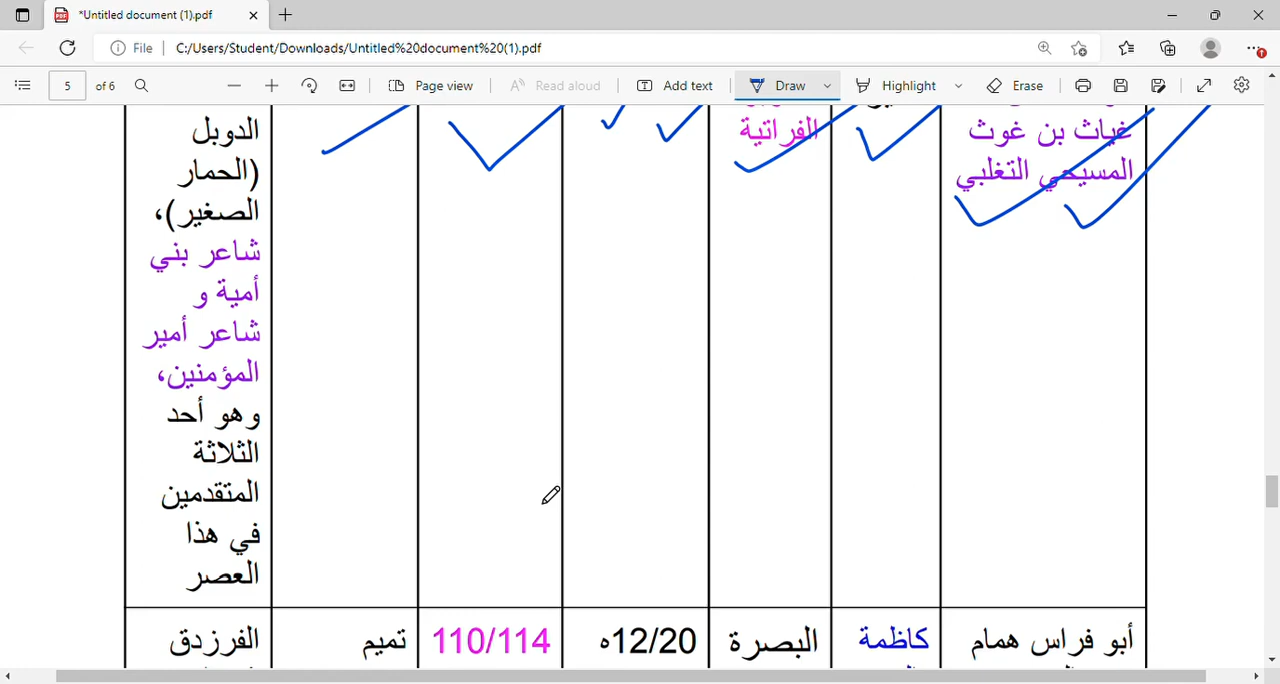 *Untitled document (1).pdf
File
C:/Users/Student/Downloads/Untitled%20document%20(1).pdf
5 of 6
Page view
Read aloud
Add text
Draw
Highlight
Erase
غياث بن غوث
المسيحي التغلبي
الفراتية
الدوبل
(الحمار
الصغير)،
شاعر بني
أمية و
شاعر أمير
المؤمنين،
وهو أحد
الثلاثة
المتقدمين
في هذا
العصر
أبو فراس همام
كاظمة
البصرة
12/20ه
110/114
تميم
الفرزدق